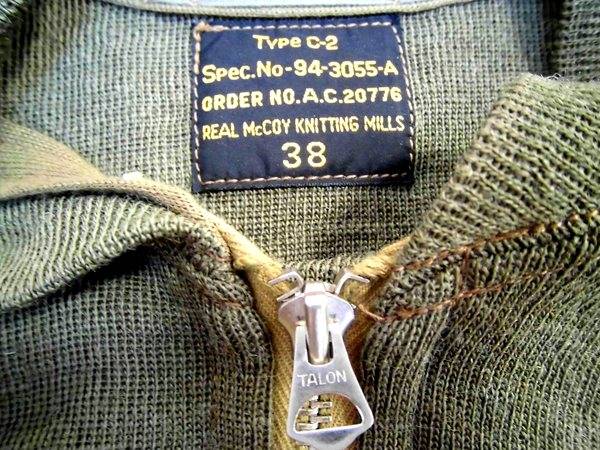 Type C-2
Spec.No-94-3055-A
ORDER NO.A.C.20776
REAL McCOY KNITTING MILLS
38
TALON